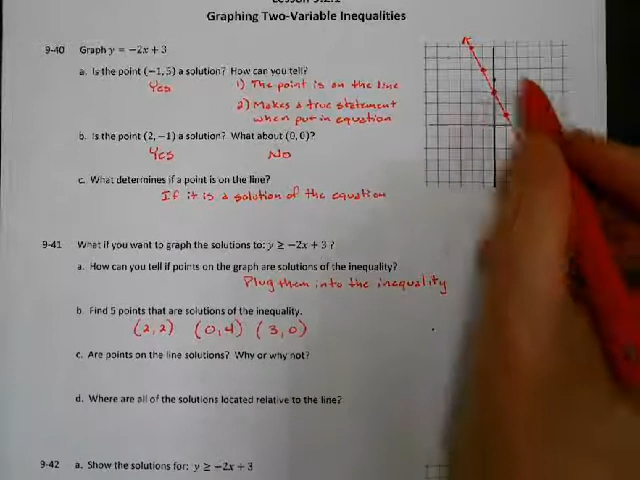 Lesson 9.2.1
Graphing Two-Variable Inequalities
9-40 Graph y = −2x + 3
a. Is the point (−1, 5) a solution? How can you tell?
Yes 1) The point is on the line
2) Makes a true statement
when put in equation
b. Is the point (2, −1) a solution? What about (0, 0)?
Yes No
c. What determines if a point is on the line?
If it is a solution of the equation
9-41 What if you want to graph the solutions to: y ≥ −2x + 3 ?
a. How can you tell if points on the graph are solutions of the inequality?
Plug them into the inequality
b. Find 5 points that are solutions of the inequality.
(2,2) (0,4) (3,0)
c. Are points on the line solutions? Why or why not?
d. Where are all of the solutions located relative to the line?
9-42 a. Show the solutions for: y ≥ −2x + 3